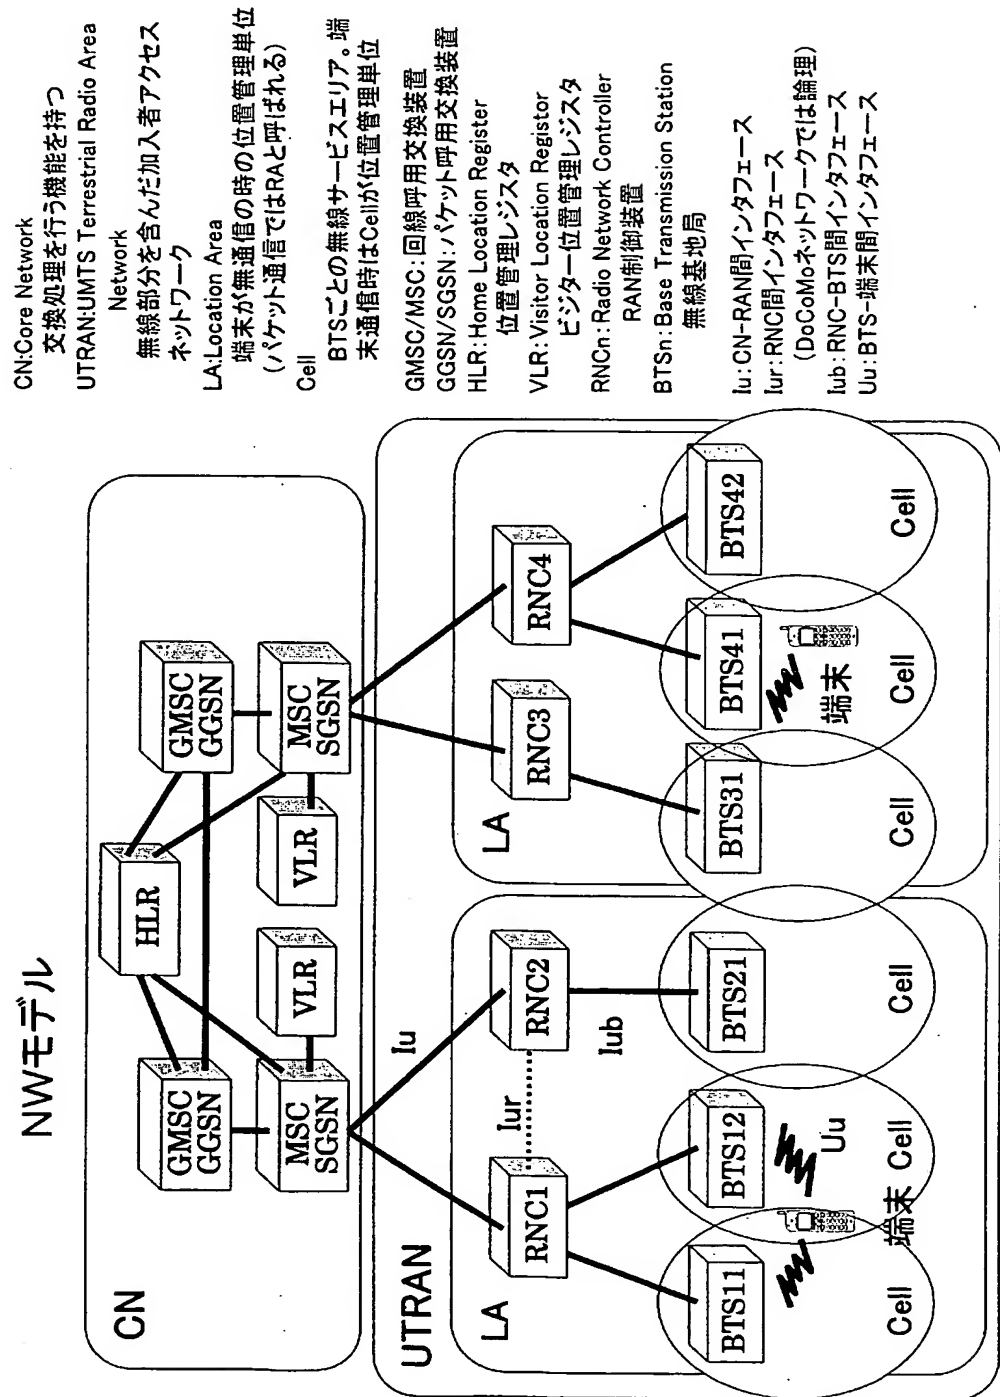 NWモデル
CN
HLR
GMSC
GGSN
GMSC
GGSN
MSC
SGSN
VLR
VLR
MSC
SGSN
Iu
UTRAN
LA
LA
RNC1
Iur
RNC2
RNC3
RNC4
Iub
BTS11
BTS12
BTS21
BTS31
BTS41
BTS42
Uu
端末
端末
Cell
Cell
Cell
Cell
Cell
Cell
CN:Core Network
交換処理を行う機能を持つ
UTRAN:UMTS Terrestrial Radio Area
Network
無線部分を含んだ加入者アクセス
ネットワーク
LA:Location Area
端末が無通信の時の位置管理単位
(パケット通信ではRAと呼ばれる)
Cell
BTSごとの無線サービスエリア。端
末通信時はCellが位置管理単位
GMSC/MSC:回線呼用交換装置
GGSN/SGSN:パケット呼用交換装置
HLR:Home Location Register
位置管理レジスタ
VLR:Visitor Location Registor
ビジター位置管理レジスタ
RNCn:Radio Network Controller
RAN制御装置
BTSn:Base Transmission Station
無線基地局
Iu:CN-RAN間インタフェース
Iur:RNC間インタフェース
(DoCoMoネットワークでは論理)
Iub:RNC-BTS間インタフェース
Uu:BTS-端末間インタフェース